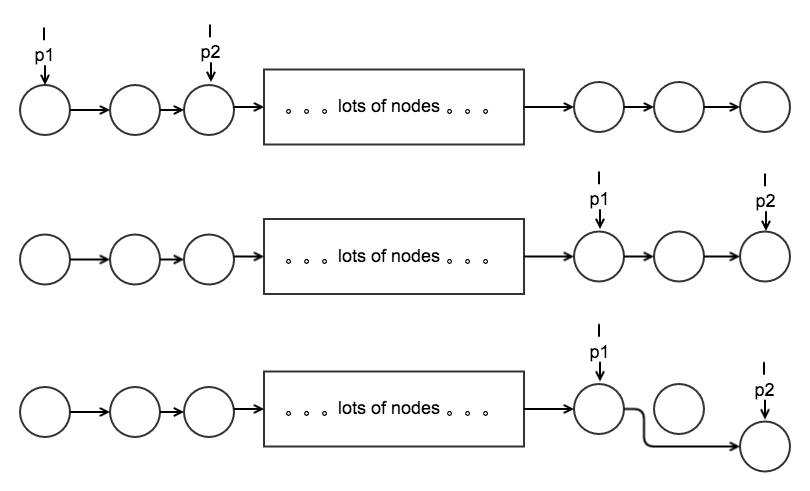 p1
p2
. . . lots of nodes . . .
p1
p2
. . . lots of nodes . . .
p1
p2
. . . lots of nodes . . .